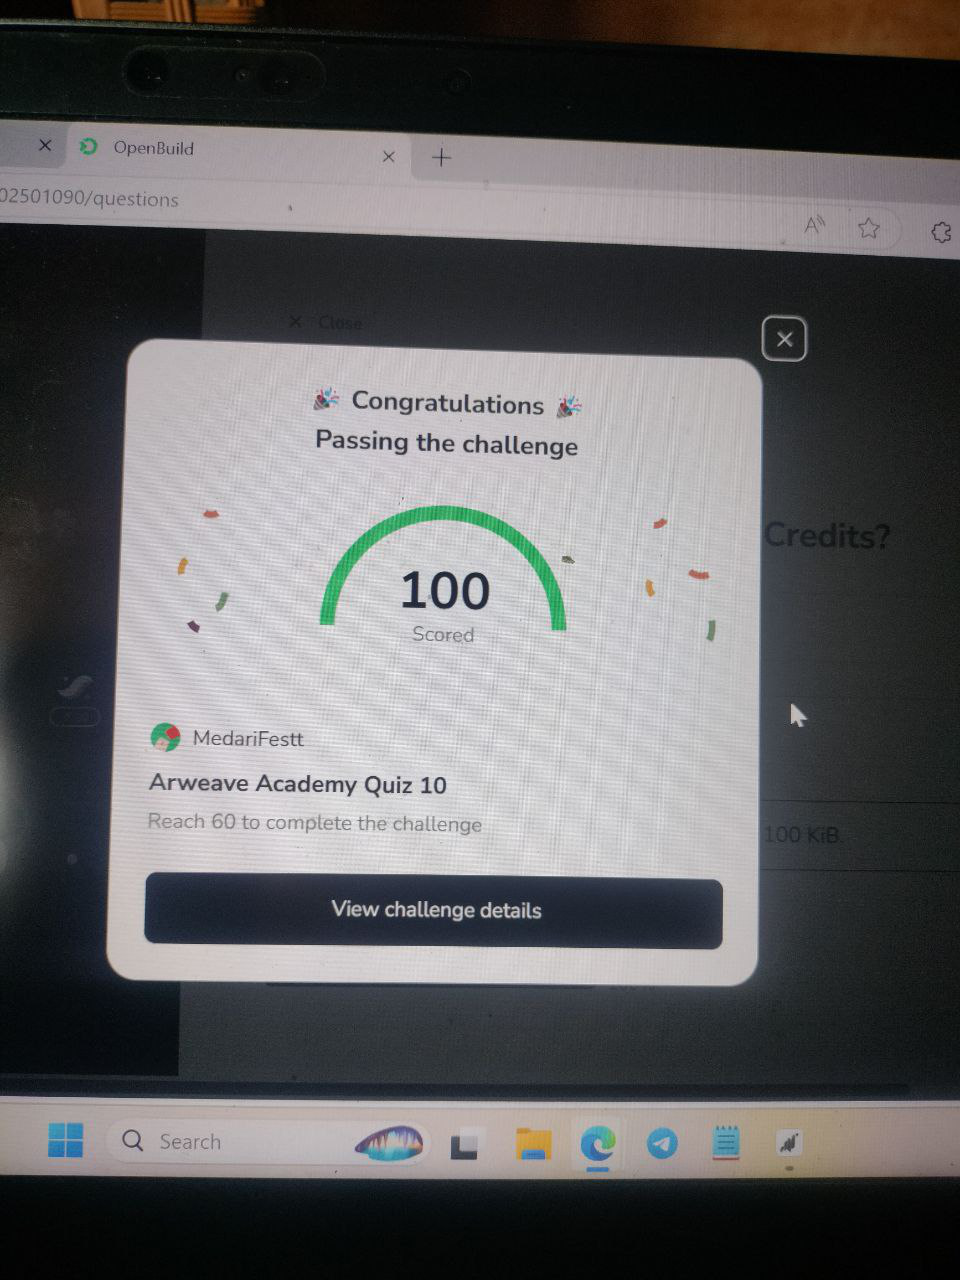 OpenBuild
02501090/questions
Close
Congratulations
Passing the challenge
Credits?
100
Scored
MedariFestt
Arweave Academy Quiz 10
Reach 60 to complete the challenge
100 KiB.
View challenge details
Search